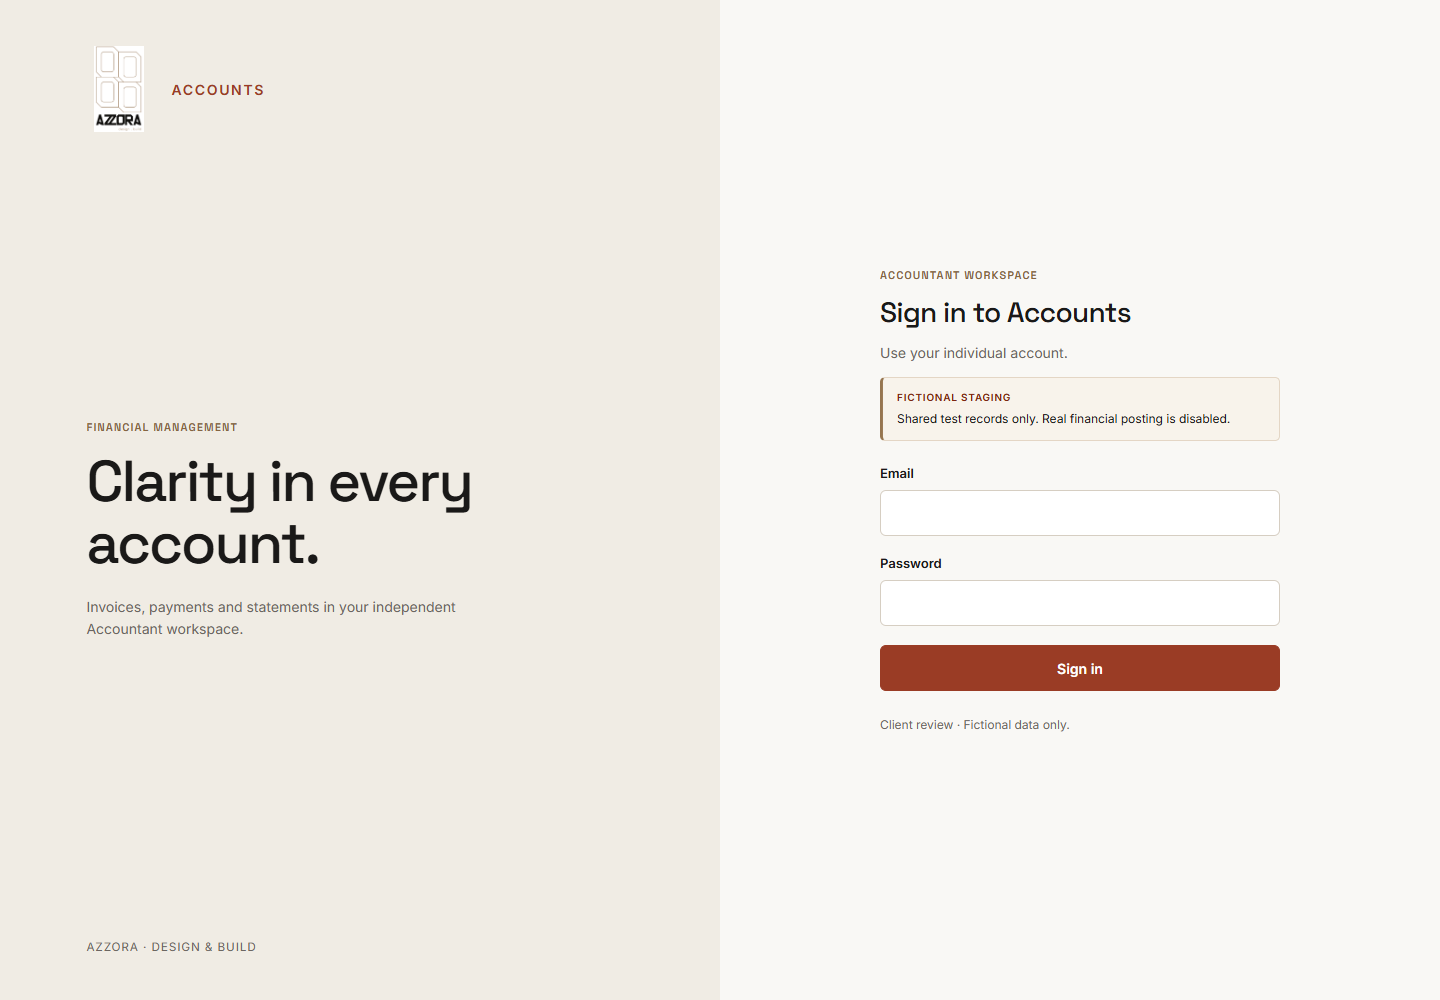 AZZORA
ACCOUNTS
FINANCIAL MANAGEMENT
Clarity in every
account.
Invoices, payments and statements in your independent
Accountant workspace.
AZZORA · DESIGN & BUILD
ACCOUNTANT WORKSPACE
Sign in to Accounts
Use your individual account.
FICTIONAL STAGING
Shared test records only. Real financial posting is disabled.
Email
Password
Sign in
Client review · Fictional data only.